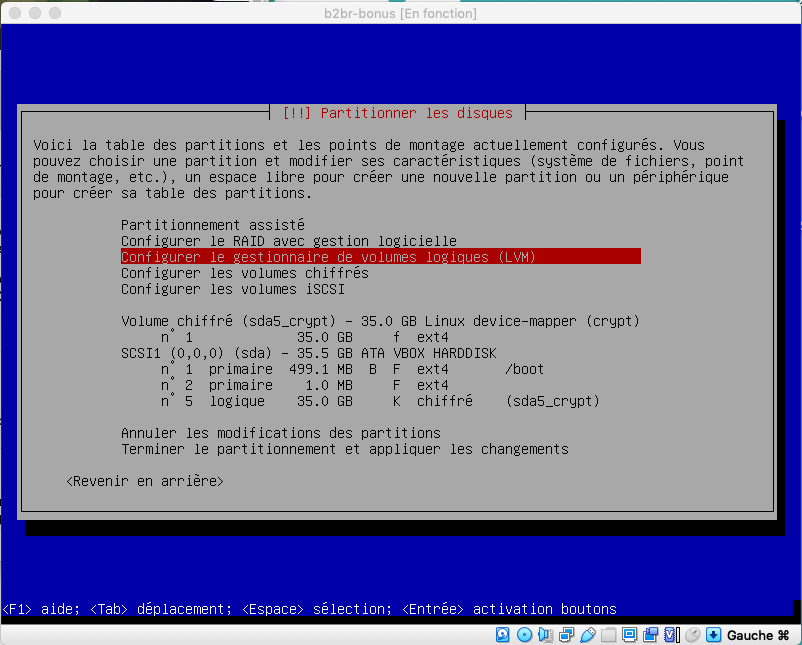 b2br-bonus [En fonction]
[!!] Partitionner les disques
Voici la table des partitions et les points de montage actuellement configurés. Vous
pouvez choisir une partition et modifier ses caractéristiques (système de fichiers, point
de montage, etc.), un espace libre pour créer une nouvelle partition ou un périphérique
pour créer sa table des partitions.
Partitionnement assisté
Configurer le RAID avec gestion logicielle
Configurer le gestionnaire de volumes logiques (LVM)
Configurer les volumes chiffrés
Configurer les volumes iSCSI
Volume chiffré (sda5_crypt) - 35.0 GB Linux device-mapper (crypt)
n° 1 35.0 GB f ext4
SCSI1 (0,0,0) (sda) - 35.5 GB ATA VBOX HARDDISK
n° 1 primaire 499.1 MB B F ext4 /boot
n° 2 primaire 1.0 MB F ext4
n° 5 logique 35.0 GB K chiffré (sda5_crypt)
Annuler les modifications des partitions
Terminer le partitionnement et appliquer les changements
<Revenir en arrière>
<F1> aide; <Tab> déplacement; <Espace> sélection; <Entrée> activation boutons
Gauche ⌘